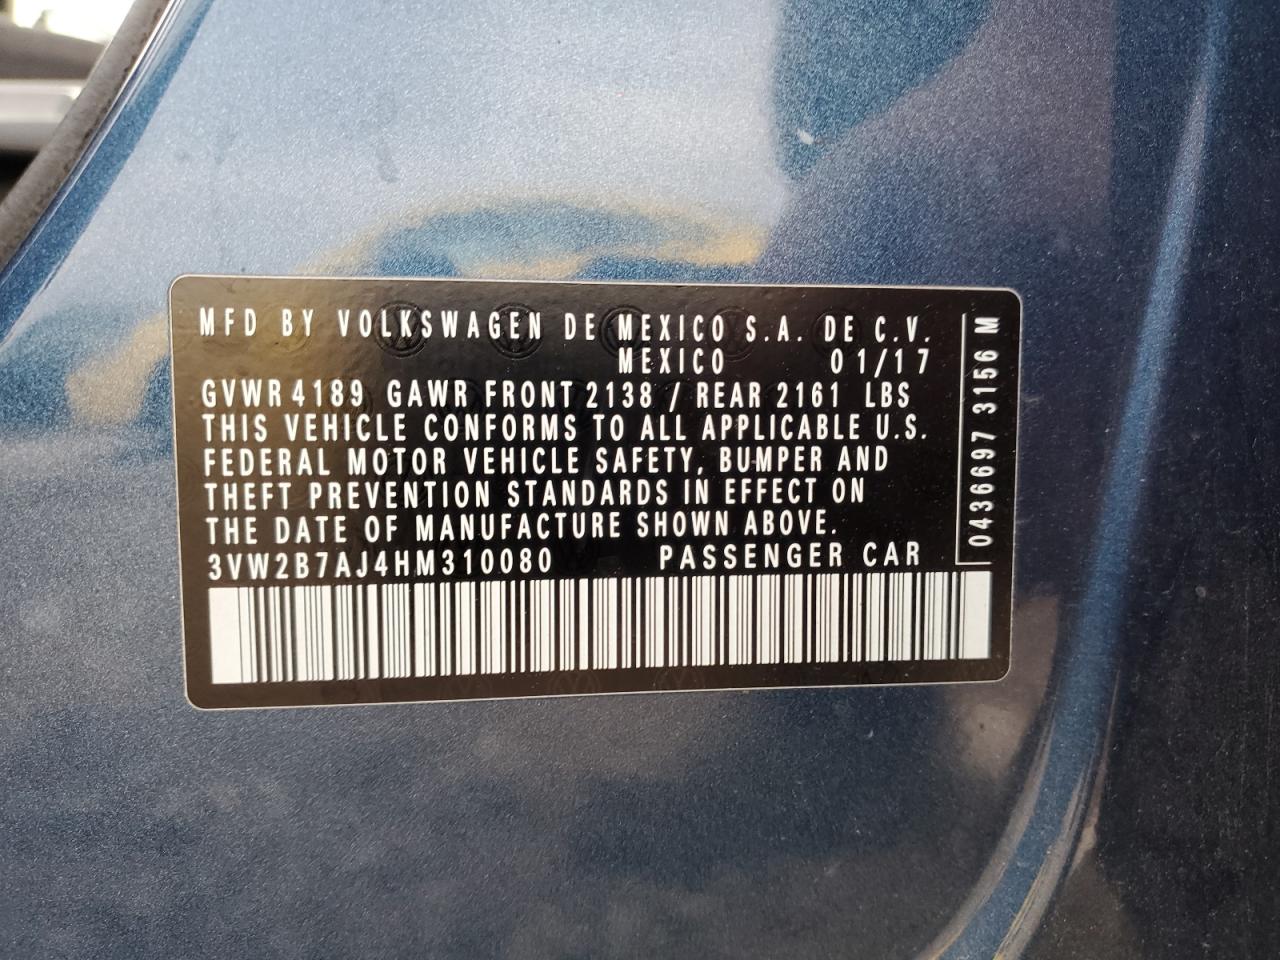 MFD BY VOLKSWAGEN DE MEXICO S.A. DE C.V.
MEXICO 01/17
GVWR 4189 GAWR FRONT 2138 / REAR 2161 LBS
THIS VEHICLE CONFORMS TO ALL APPLICABLE U.S.
FEDERAL MOTOR VEHICLE SAFETY, BUMPER AND
THEFT PREVENTION STANDARDS IN EFFECT ON
THE DATE OF MANUFACTURE SHOWN ABOVE.
3VW2B7AJ4HM310080 PASSENGER CAR
0436697 3156 M